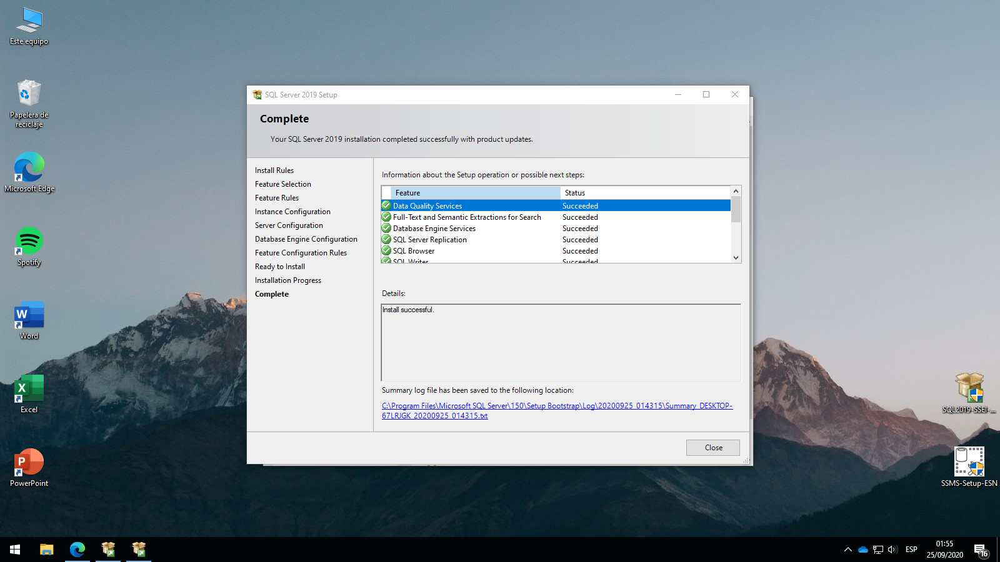 Este equipo
Papelera de
reciclaje
Microsoft Edge
Spotify
Word
Excel
PowerPoint
SQL Server 2019 Setup
Complete
Your SQL Server 2019 installation completed successfully with product updates.
Install Rules
Feature Selection
Feature Rules
Instance Configuration
Server Configuration
Database Engine Configuration
Feature Configuration Rules
Ready to Install
Installation Progress
Complete
Information about the Setup operation or possible next steps:
Feature Status
Data Quality Services Succeeded
Full-Text and Semantic Extractions for Search Succeeded
Database Engine Services Succeeded
SQL Server Replication Succeeded
SQL Browser Succeeded
SQL Writer Succeeded
Details:
Install successful.
Summary log file has been saved to the following location:
C:\Program Files\Microsoft SQL Server\150\Setup Bootstrap\Log\20200925_014315\Summary_DESKTOP-
67LRJGK_20200925_014315.txt
Close
SQL2019-SSEI-...
SSMS-Setup-ESN
ESP
01:55
25/09/2020
16